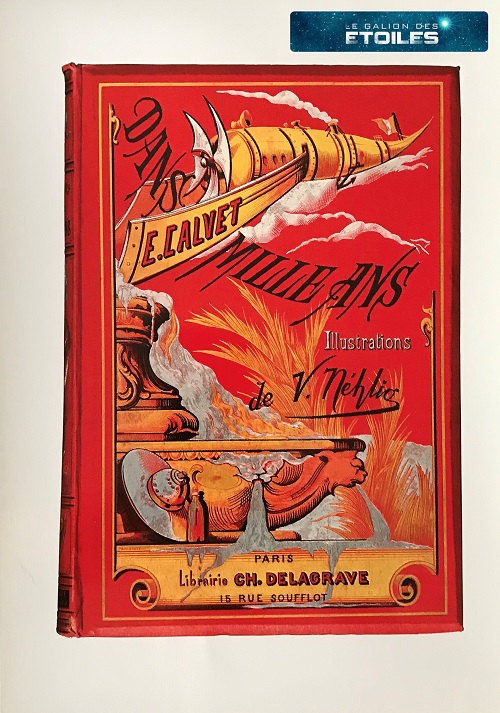 LE GALION DES
ETOILES
DANS
E. CALVET
MILLE ANS
Illustrations
de V. Néhlig
PARIS
Librairie CH. DELAGRAVE
15 RUE SOUFFLOT